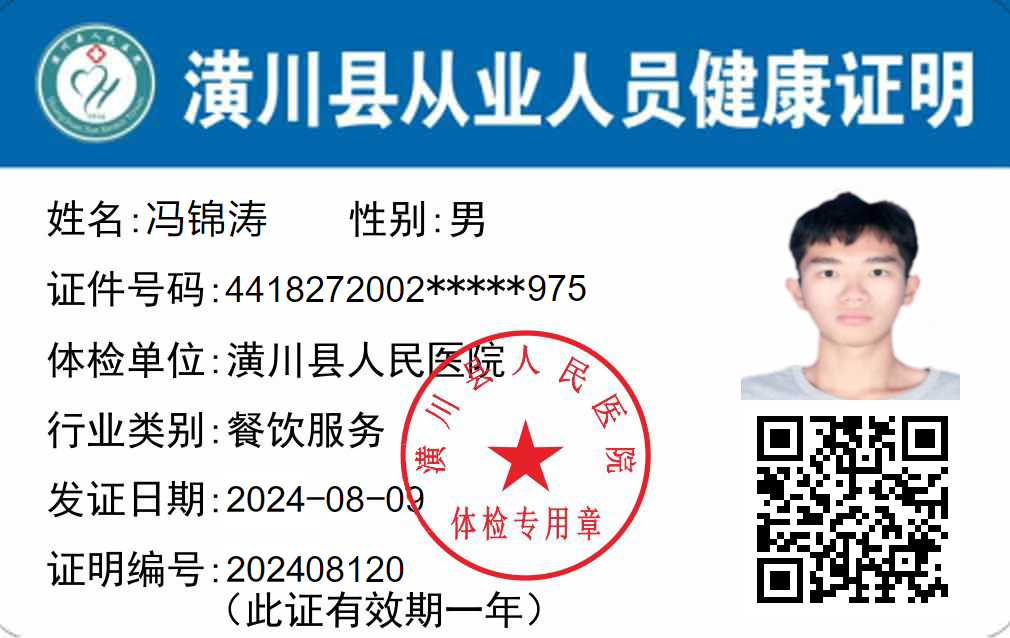 潢川县从业人员健康证明
姓名:冯锦涛 性别:男
证件号码:4418272002*****975
体检单位:潢川县人民医院
行业类别:餐饮服务
发证日期:2024-08-09
证明编号:202408120
(此证有效期一年)
潢川县人民医院
体检专用章